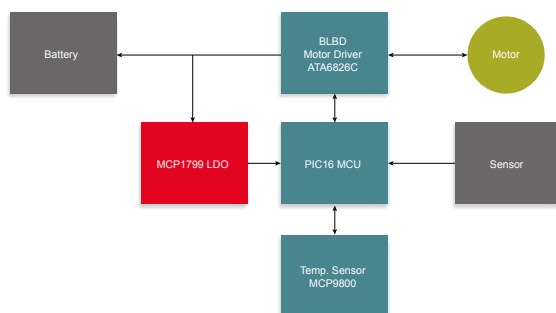 Battery
BLBD
Motor Driver
ATA6826C
Motor
MCP1799 LDO
PIC16 MCU
Sensor
Temp. Sensor
MCP9800